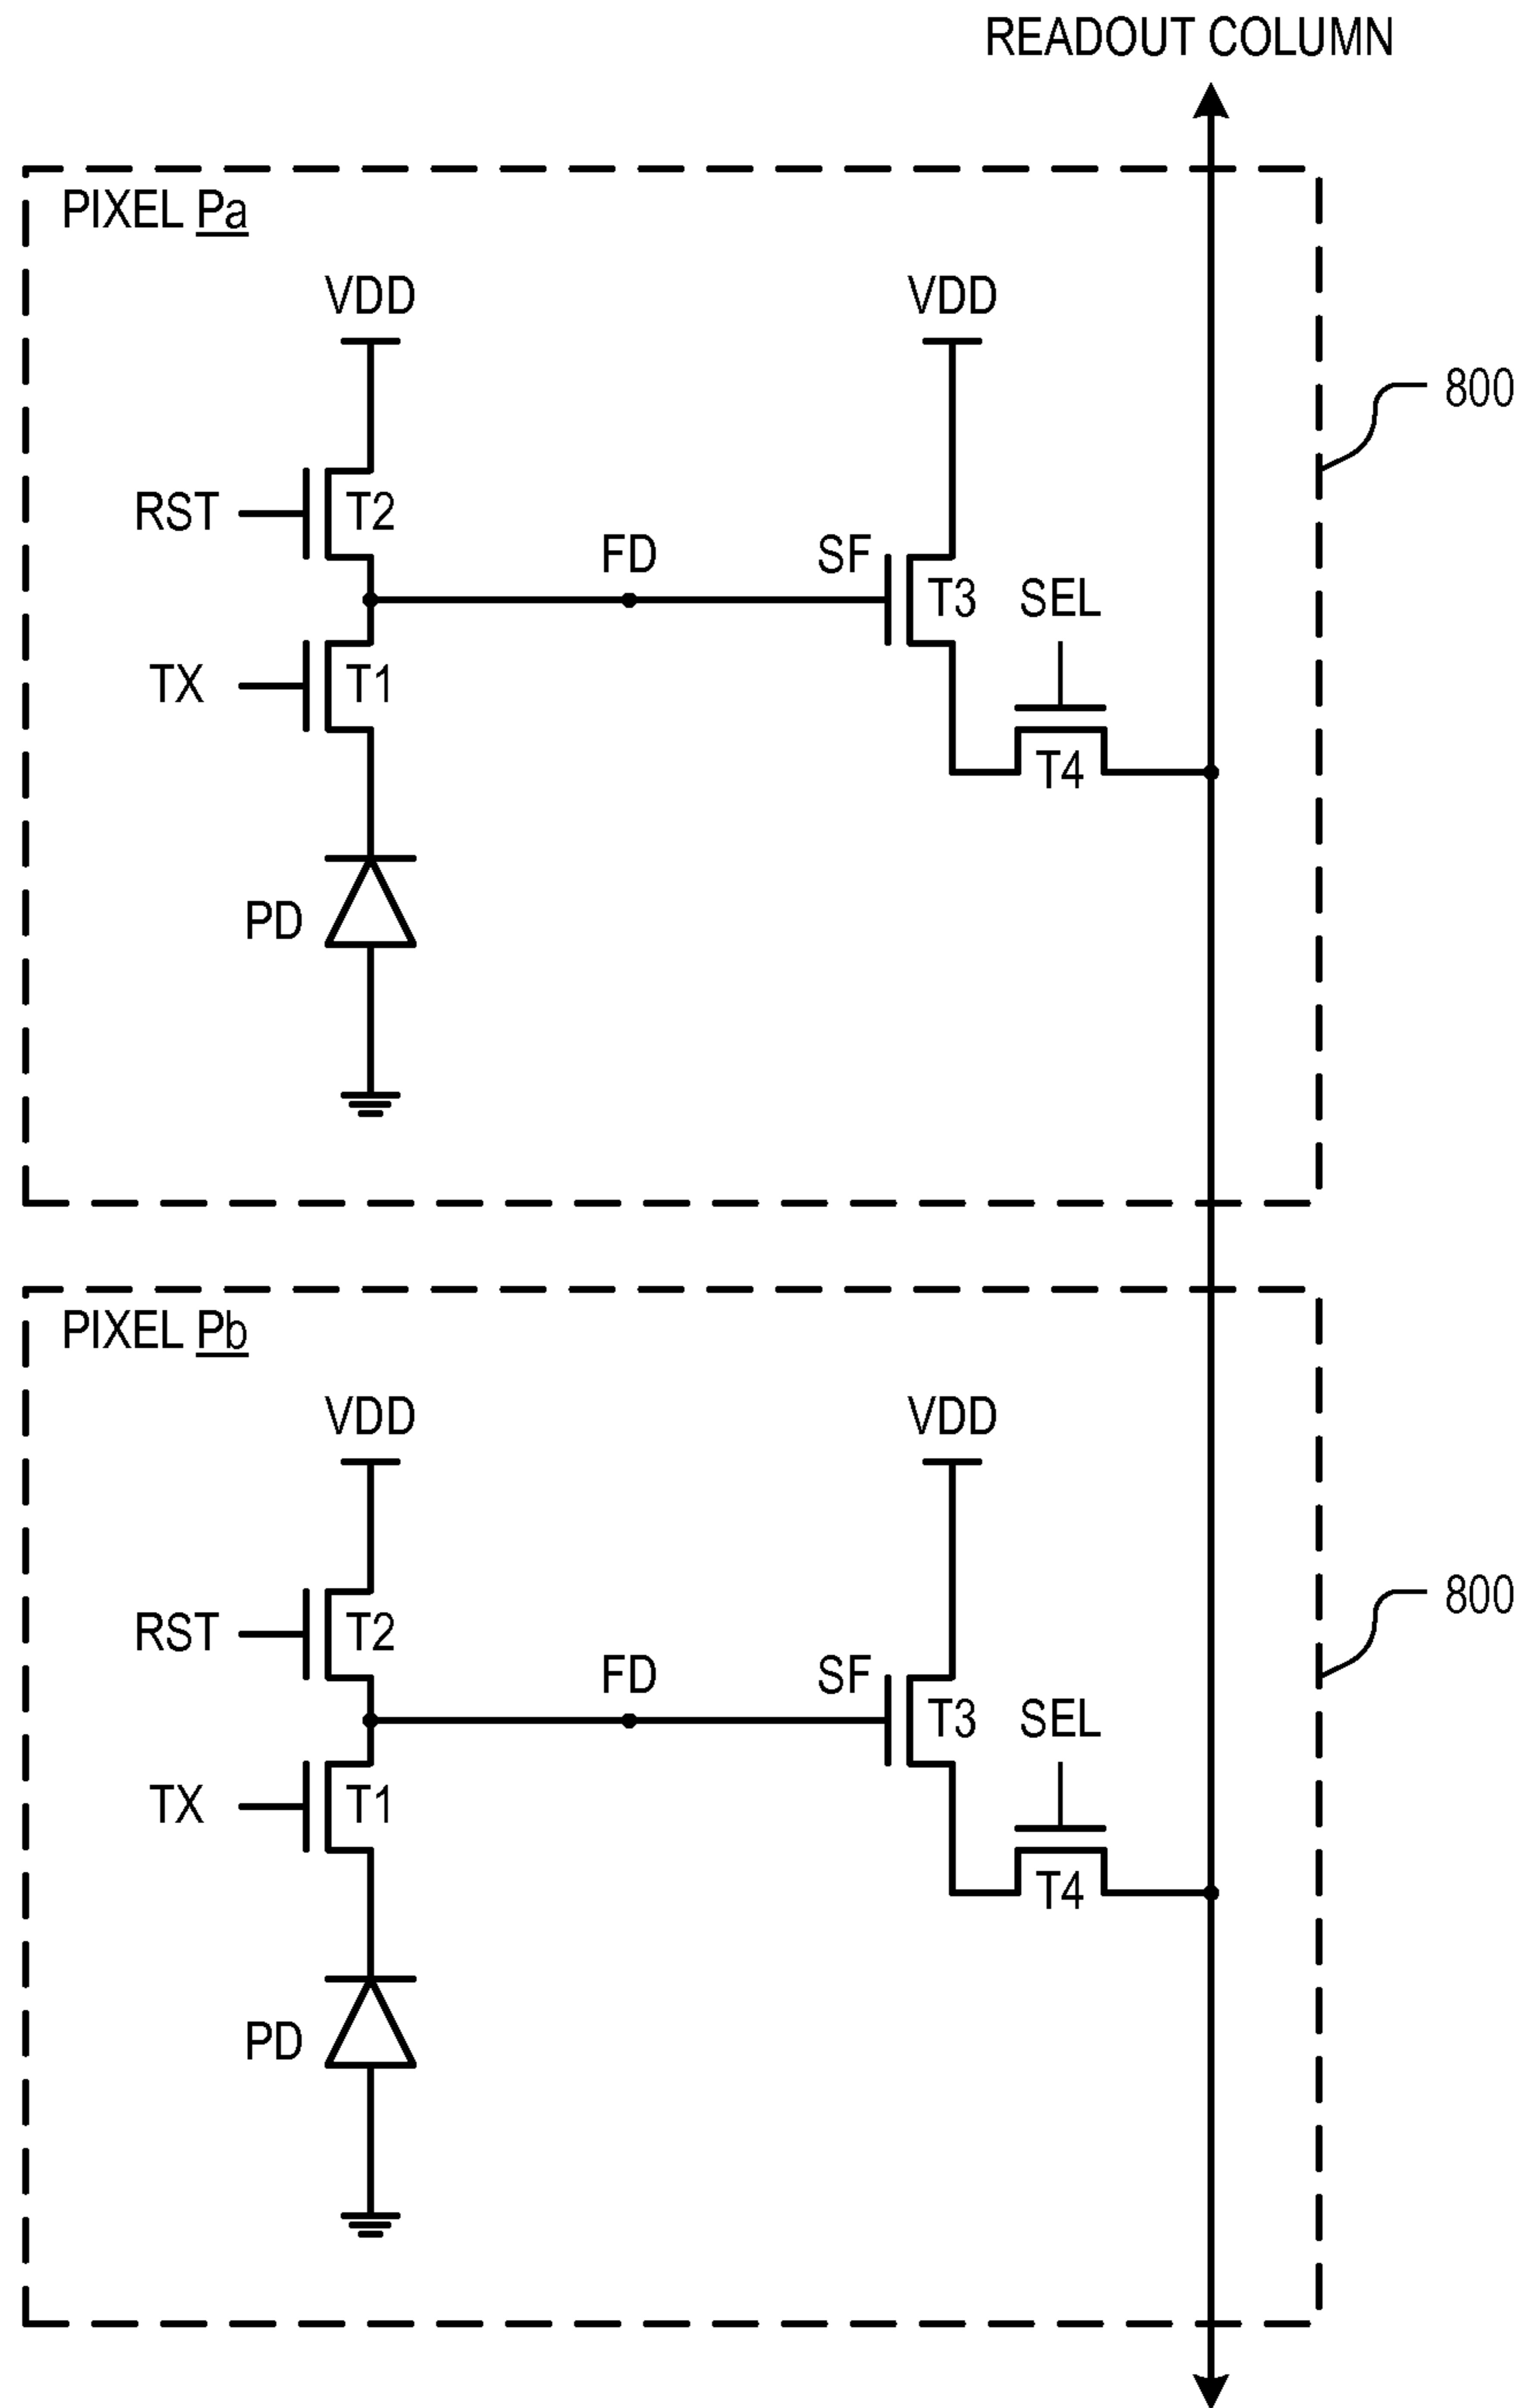 READOUT COLUMN
PIXEL Pa
VDD
VDD
800
RST
T2
FD
SF
T3
SEL
TX
T1
T4
PD
PIXEL Pb
VDD
VDD
800
RST
T2
FD
SF
T3
SEL
TX
T1
T4
PD